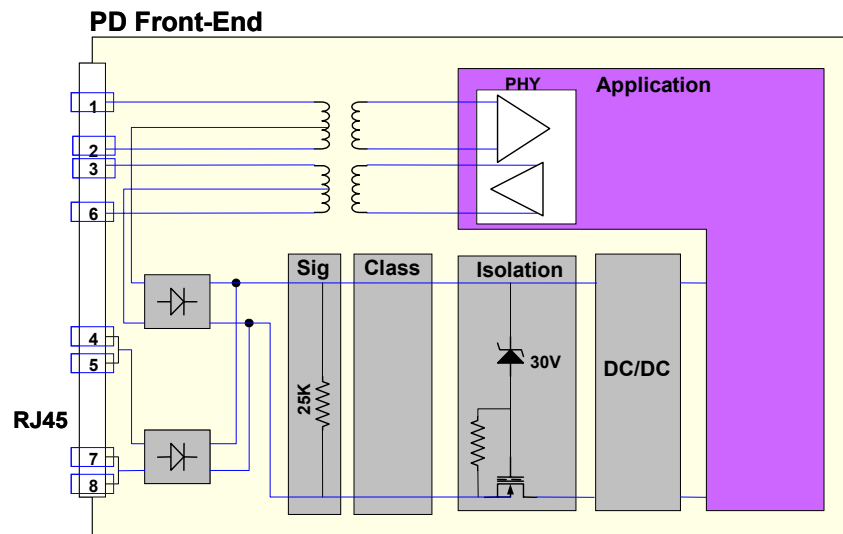 PD Front-End
PHY
Application
1
2
3
6
Sig
Class
Isolation
4
5
30V
DC/DC
25K
RJ45
7
8